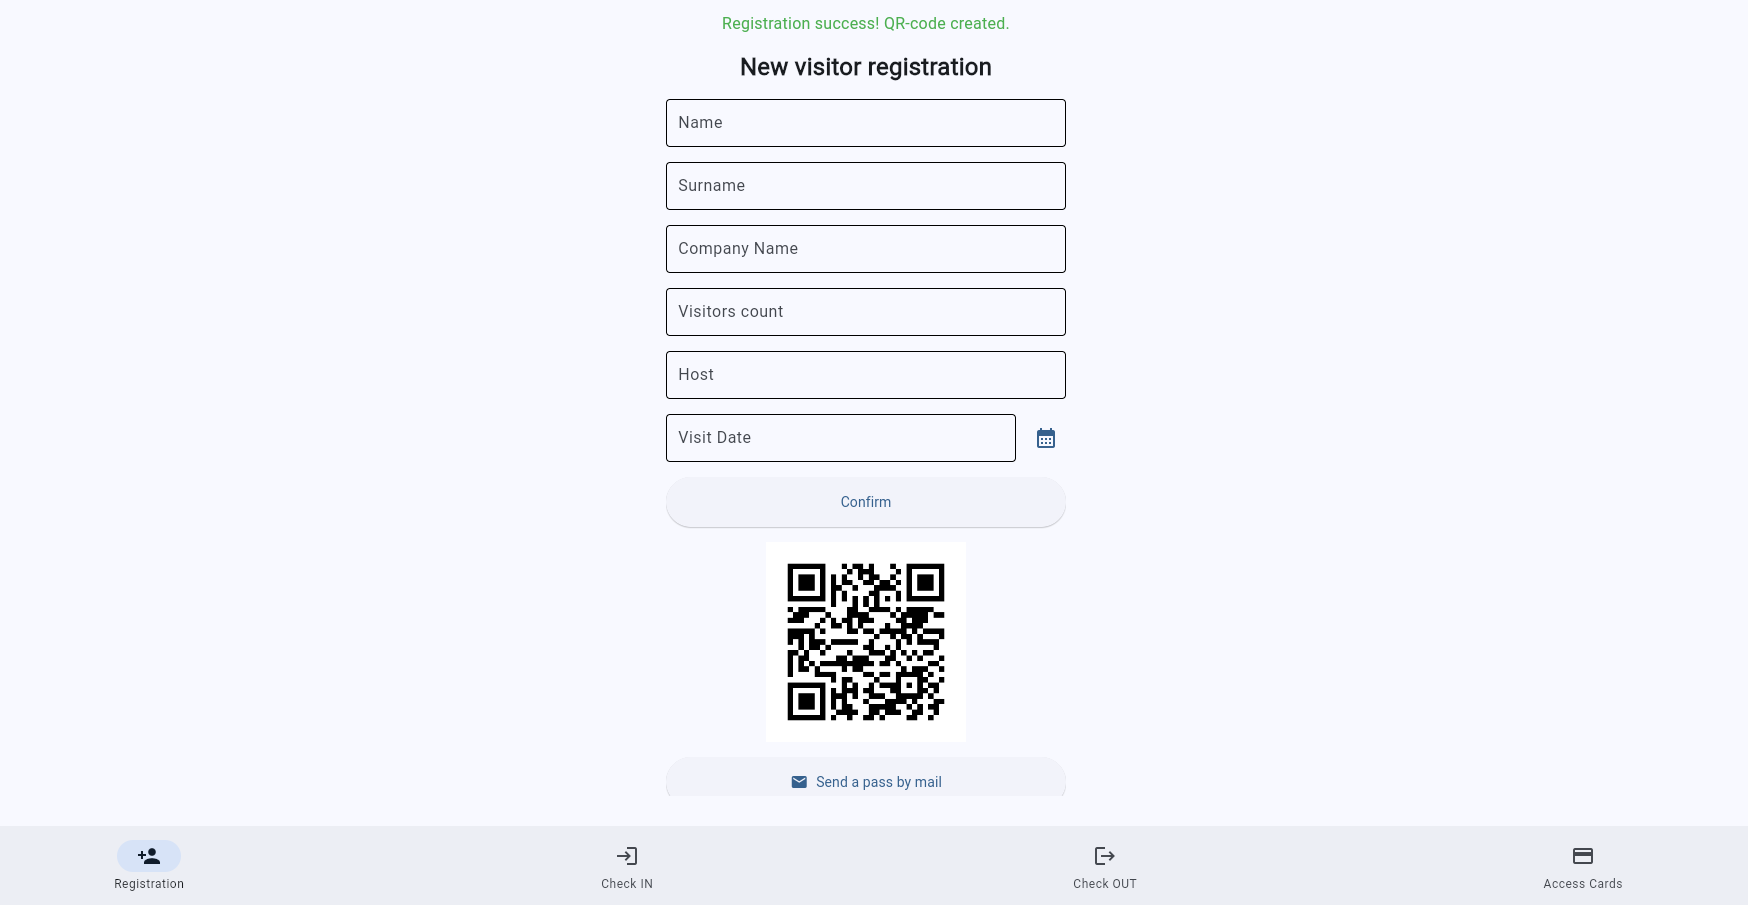 Registration success! QR-code created.
New visitor registration
Name
Surname
Company Name
Visitors count
Host
Visit Date
Confirm
Send a pass by mail
Registration
Check IN
Check OUT
Access Cards